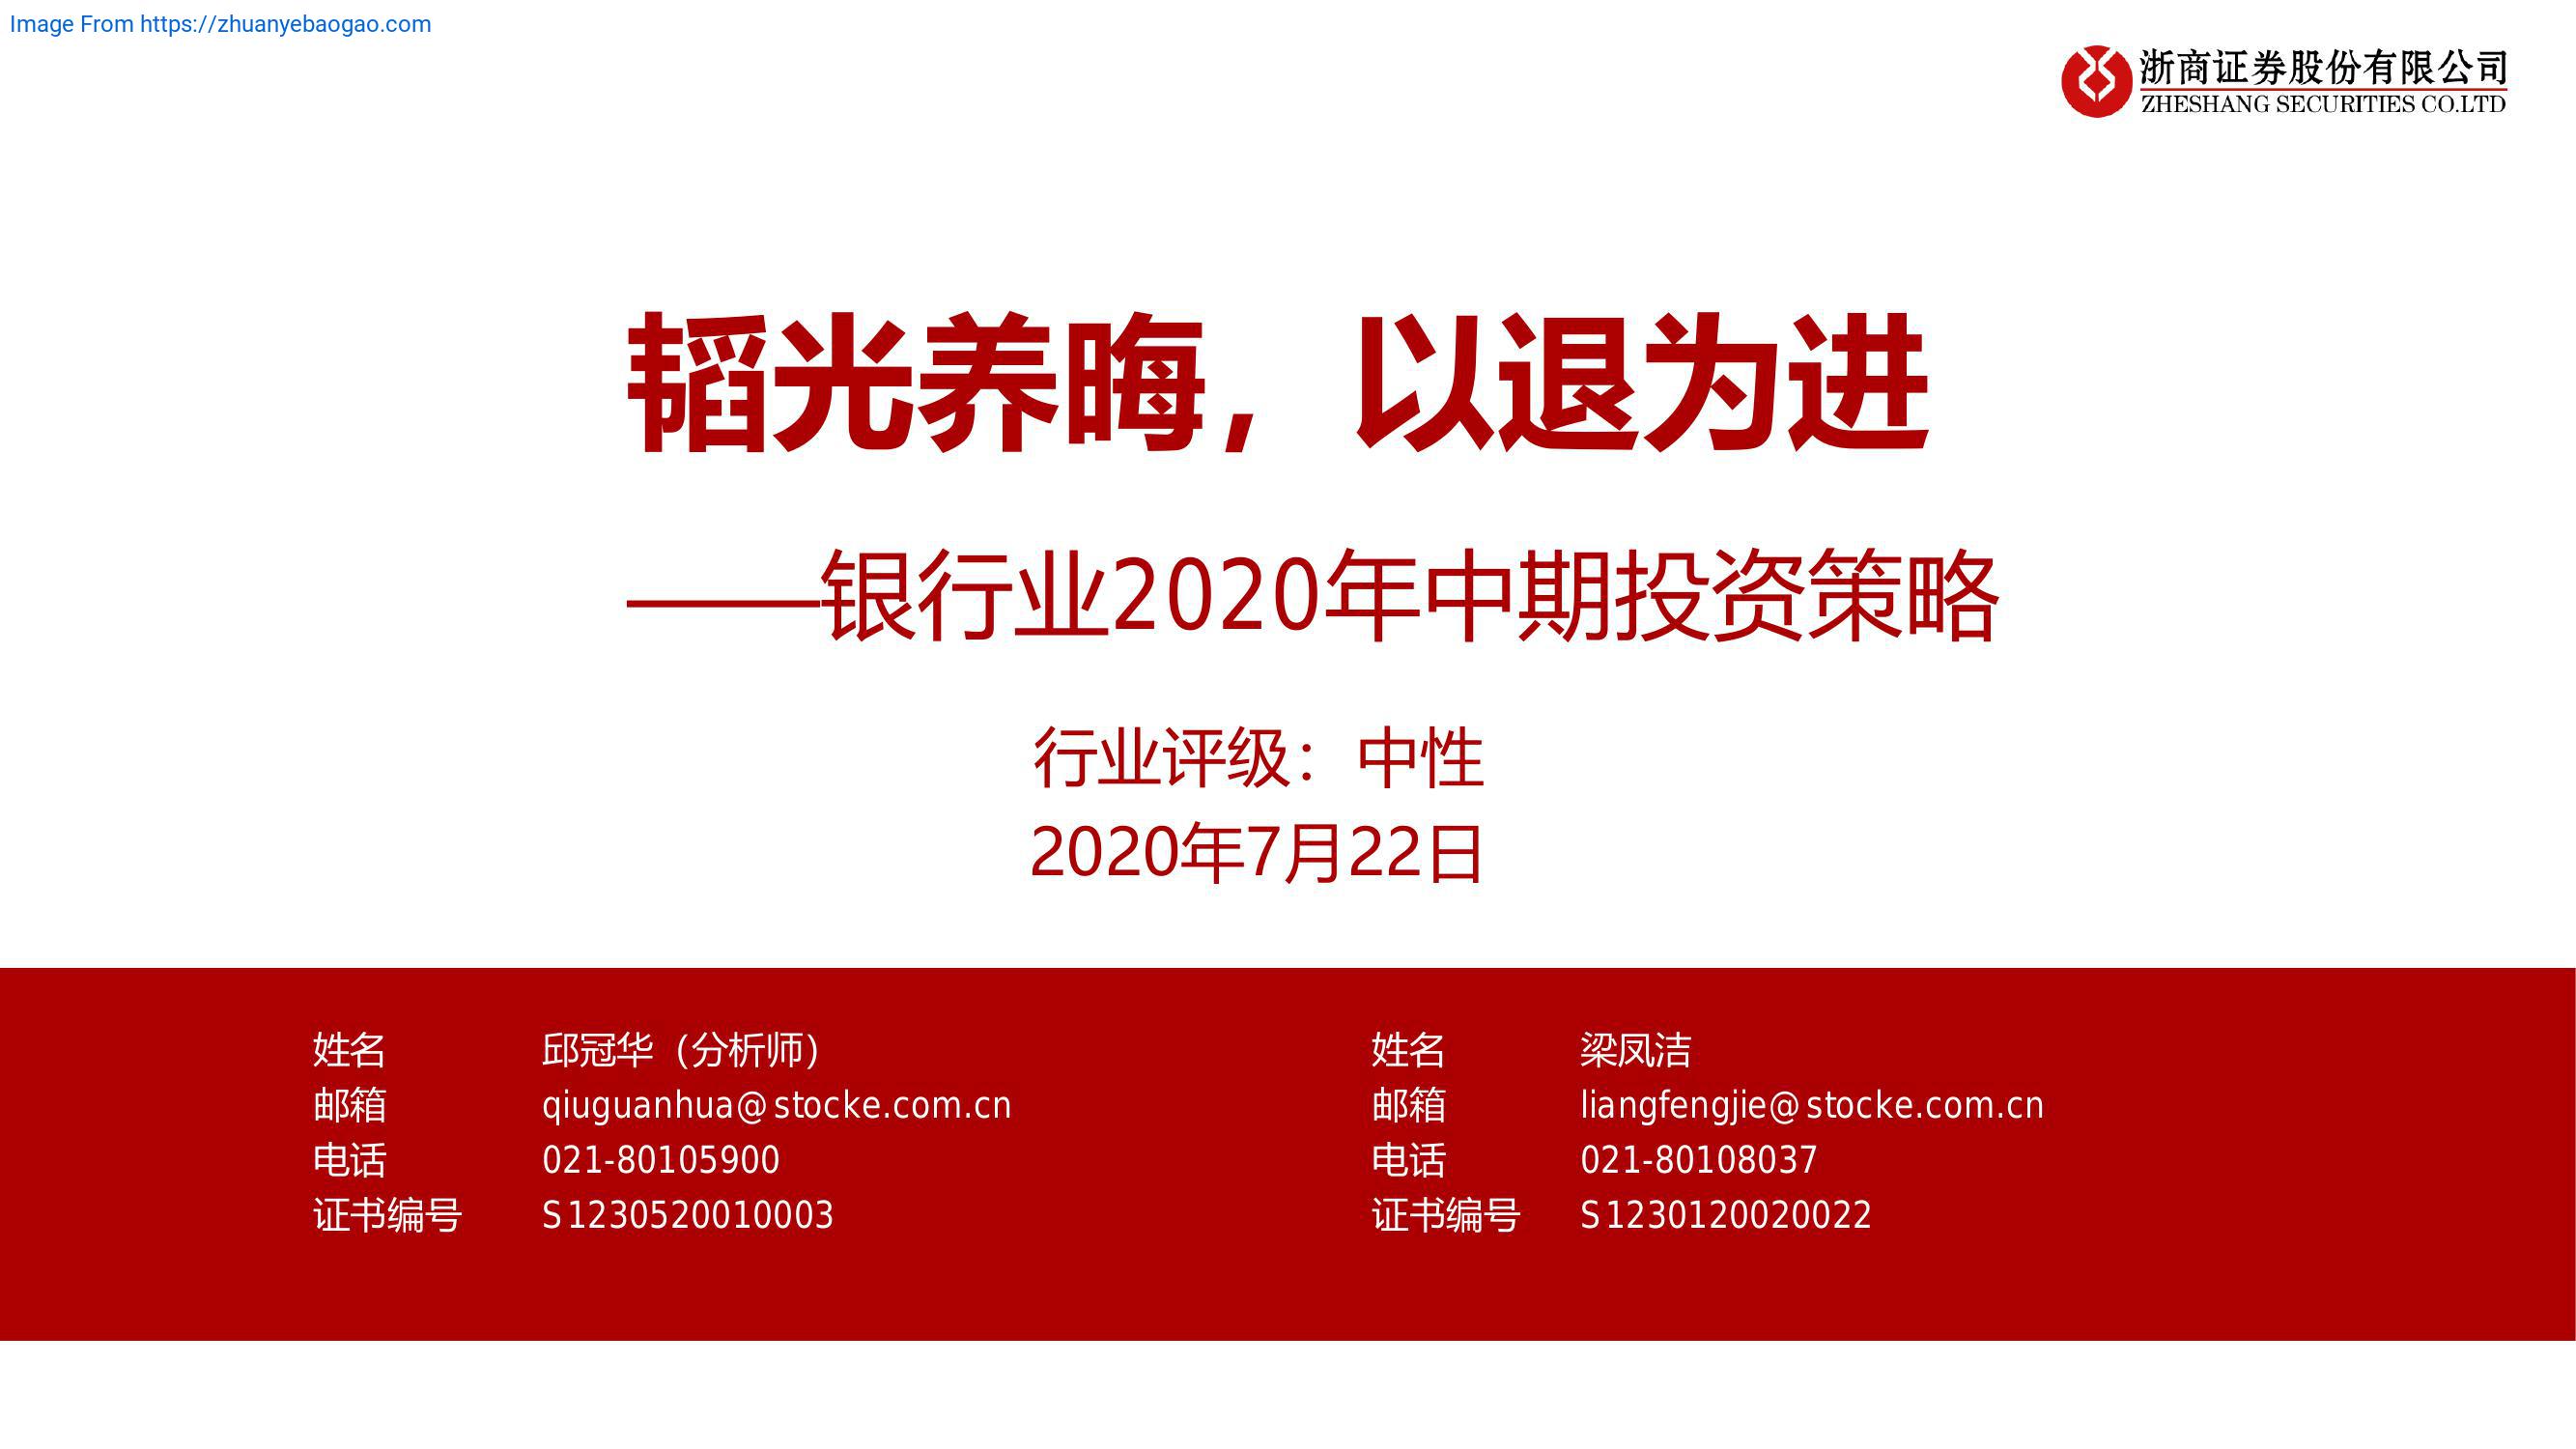 Image From https://zhuanyebaogao.com
浙商证券股份有限公司
ZHESHANG SECURITIES CO.LTD
韬光养晦，以退为进
——银行业2020年中期投资策略
行业评级：中性
2020年7月22日
姓名 邱冠华（分析师）
邮箱 qiuguanhua@stocke.com.cn
电话 021-80105900
证书编号 S1230520010003
姓名 梁凤洁
邮箱 liangfengjie@stocke.com.cn
电话 021-80108037
证书编号 S1230120020022